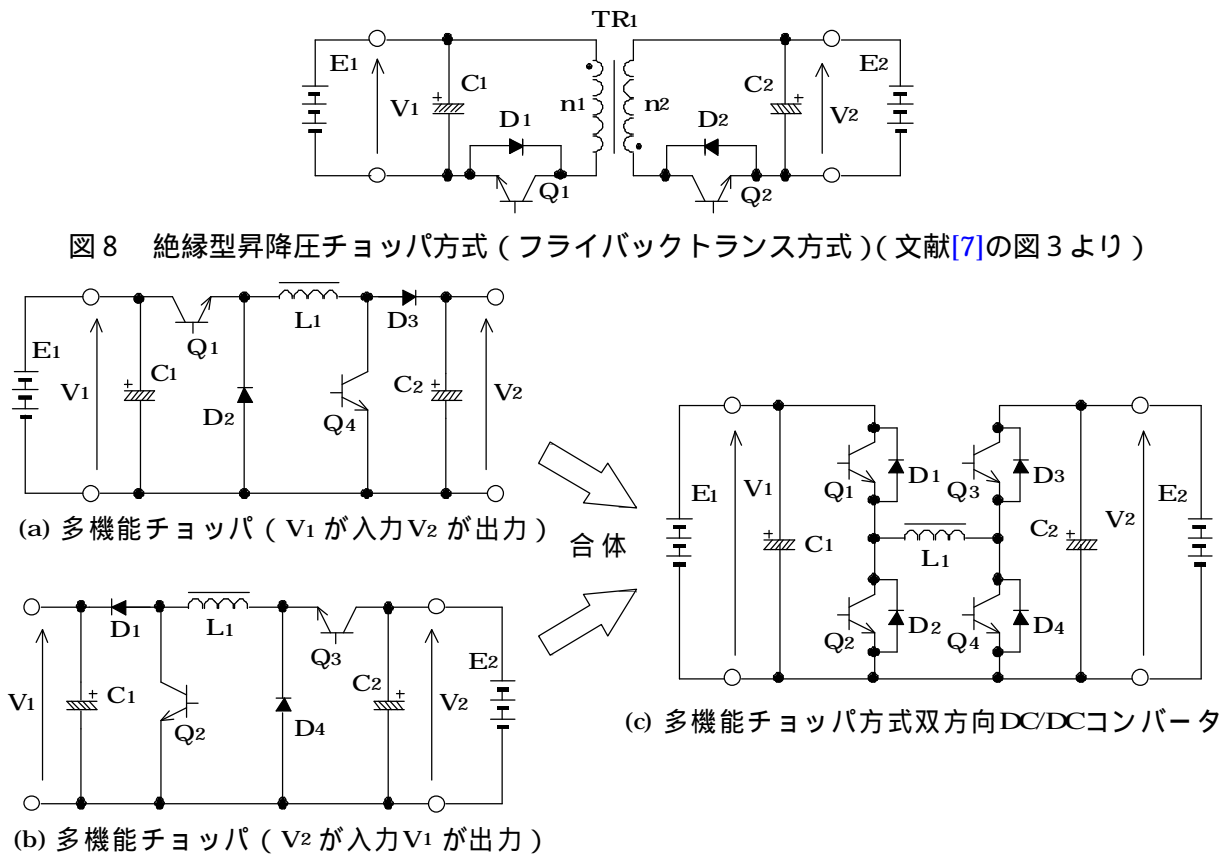 TR1
E1
V1
C1
n1
n2
C2
V2
E2
D1
Q1
D2
Q2
図8 絶縁型昇降圧チョッパ方式(フライバックトランス方式)(文献[7]の図3より)
E1
V1
C1
Q1
D2
L1
Q4
D3
C2
V2
(a) 多機能チョッパ(V1が入力V2が出力)
合体
V1
C1
D1
Q2
L1
D4
Q3
C2
V2
E2
(b) 多機能チョッパ(V2が入力V1が出力)
E1
V1
C1
Q1
D1
Q3
D3
L1
Q2
D2
Q4
D4
C2
V2
E2
(c) 多機能チョッパ方式双方向DC/DCコンバータ